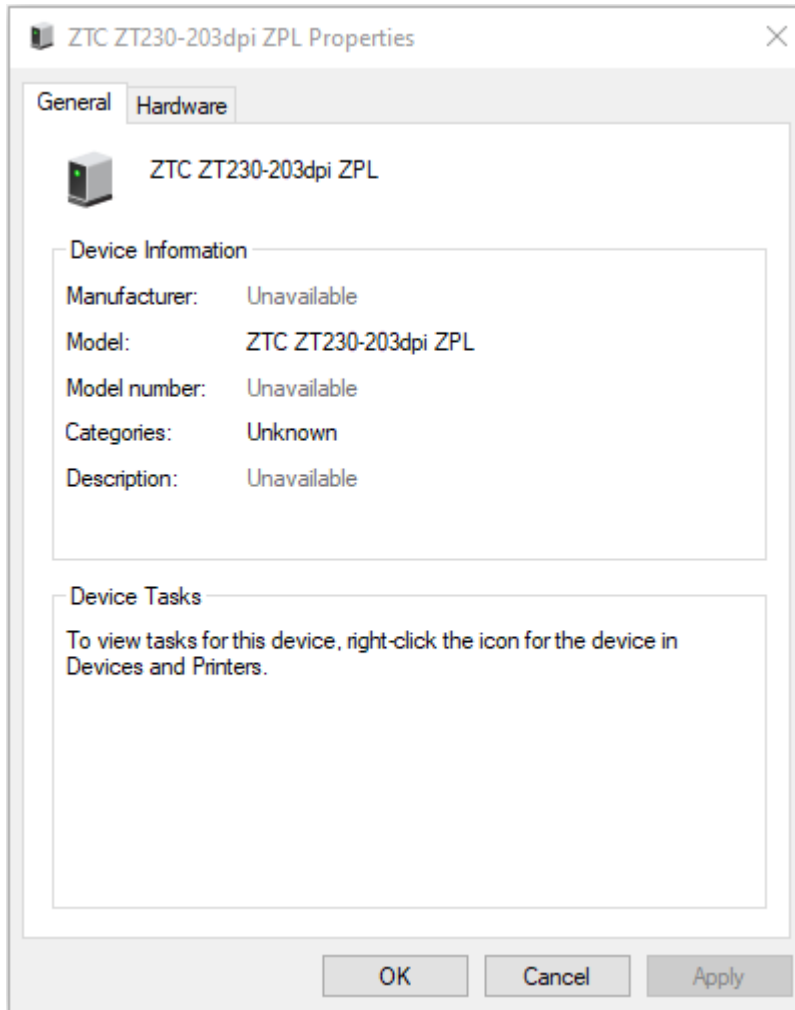 ZTC ZT230-203dpi ZPL Properties
General Hardware
ZTC ZT230-203dpi ZPL
Device Information
Manufacturer: Unavailable
Model: ZTC ZT230-203dpi ZPL
Model number: Unavailable
Categories: Unknown
Description: Unavailable
Device Tasks
To view tasks for this device, right-click the icon for the device in
Devices and Printers.
OK Cancel Apply